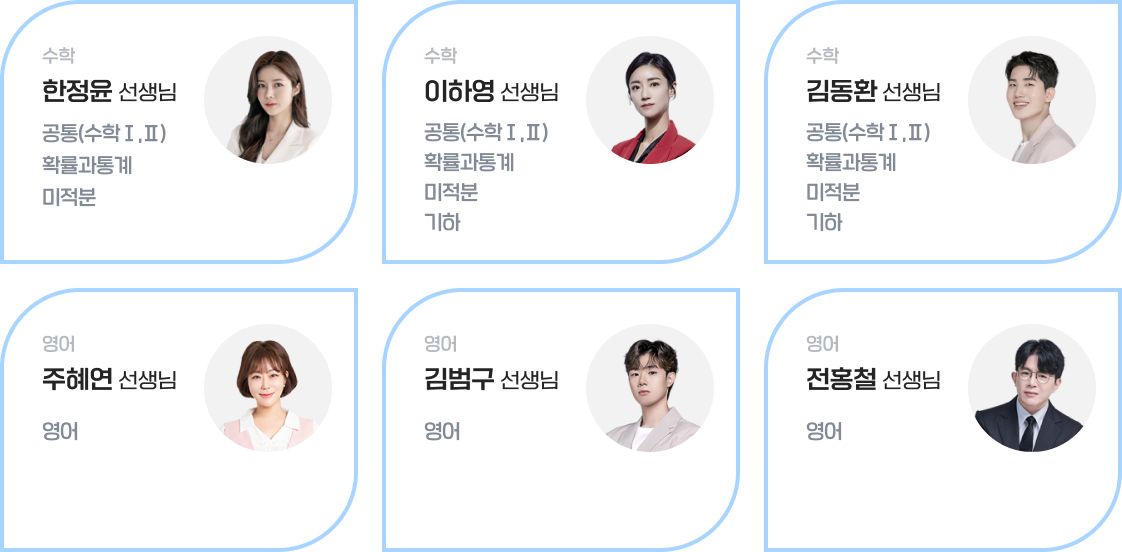 수학
한정윤 선생님
공통(수학Ⅰ,Ⅱ)
확률과통계
미적분
수학
이하영 선생님
공통(수학Ⅰ,Ⅱ)
확률과통계
미적분
기하
수학
김동환 선생님
공통(수학Ⅰ,Ⅱ)
확률과통계
미적분
기하
영어
주혜연 선생님
영어
영어
김범구 선생님
영어
영어
전홍철 선생님
영어